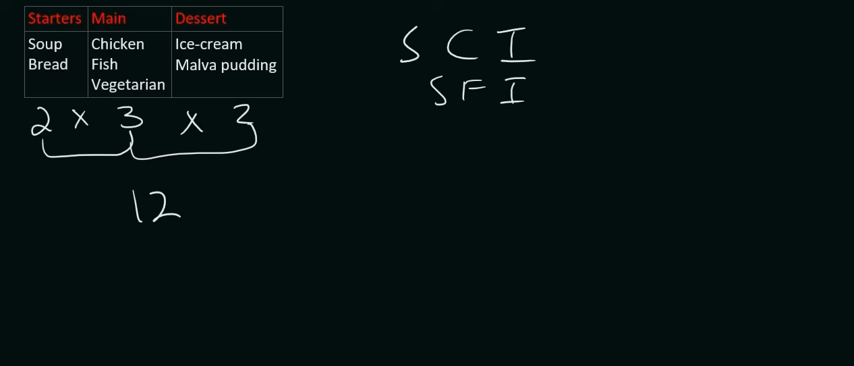 Starters Main Dessert
Soup Chicken Ice-cream
Bread Fish Malva pudding
Vegetarian
2 x 3 x 2
12
S C I
S F I